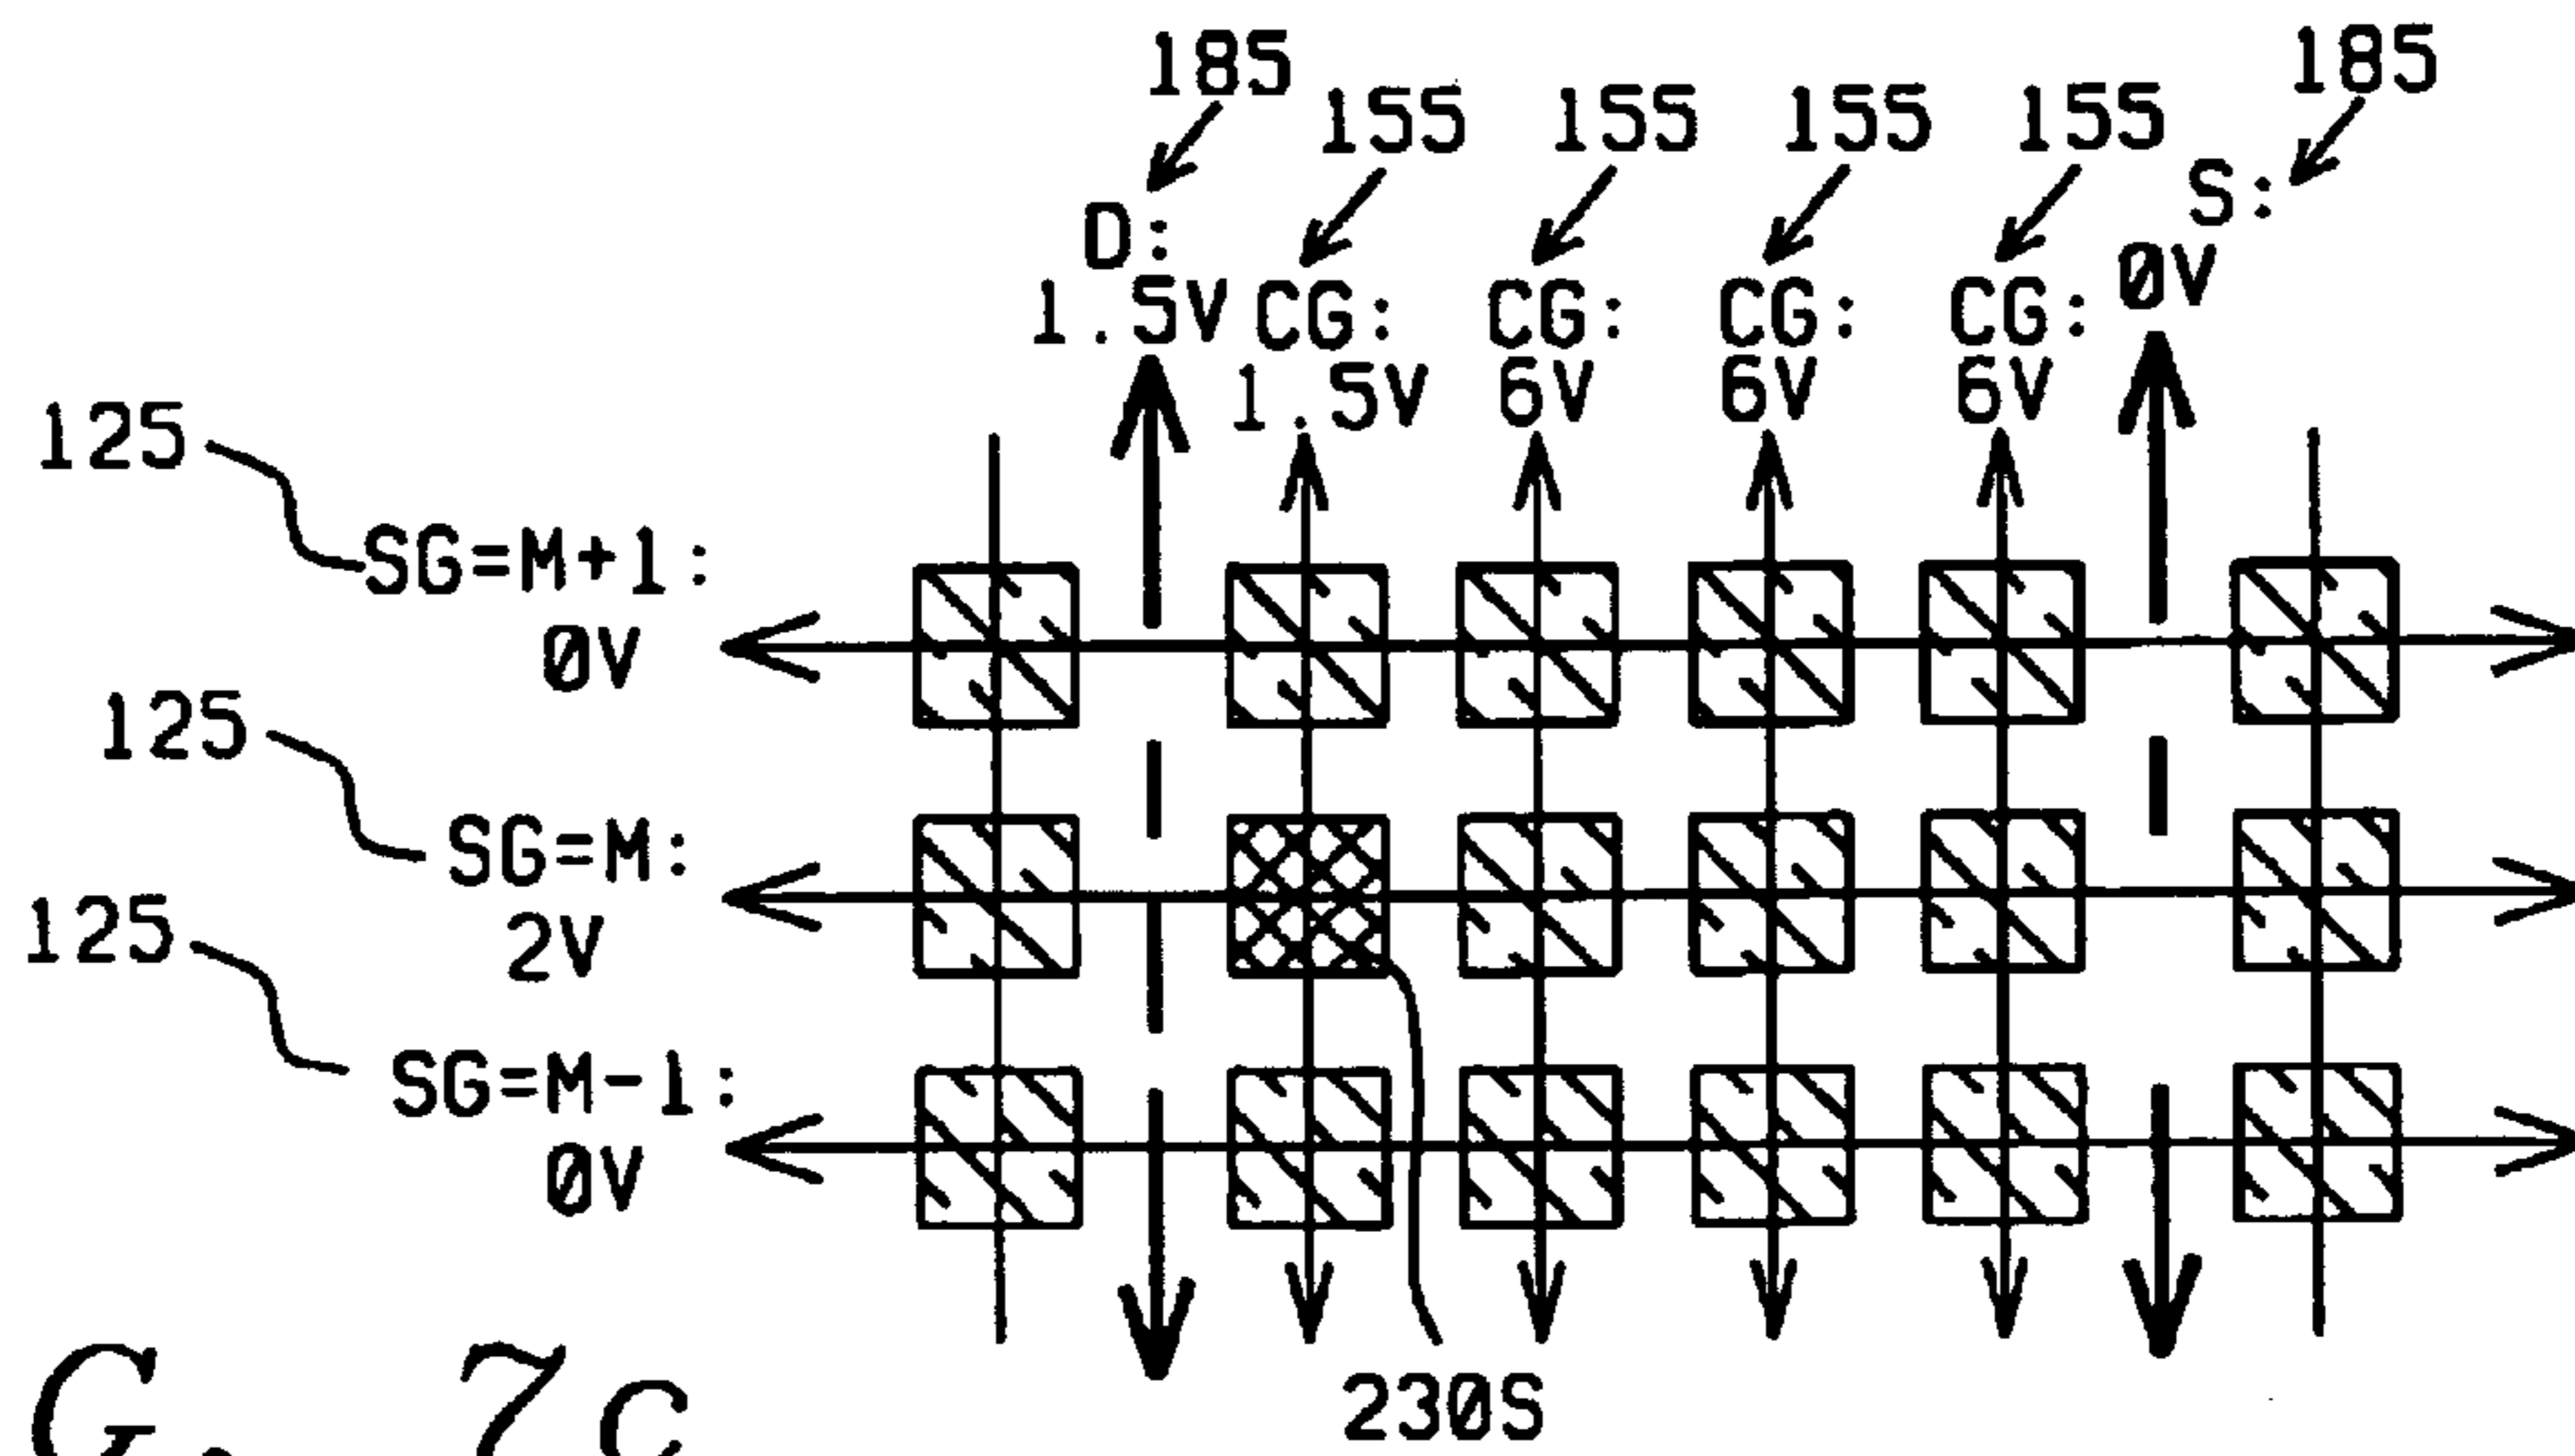 185 155 155 155 155 185
D: S:
1.5V CG: CG: CG: CG: 0V
1.5V 6V 6V 6V
125
SG=M+1:
0V
125
SG=M:
2V
125
SG=M-1:
0V
230S
G. 7c